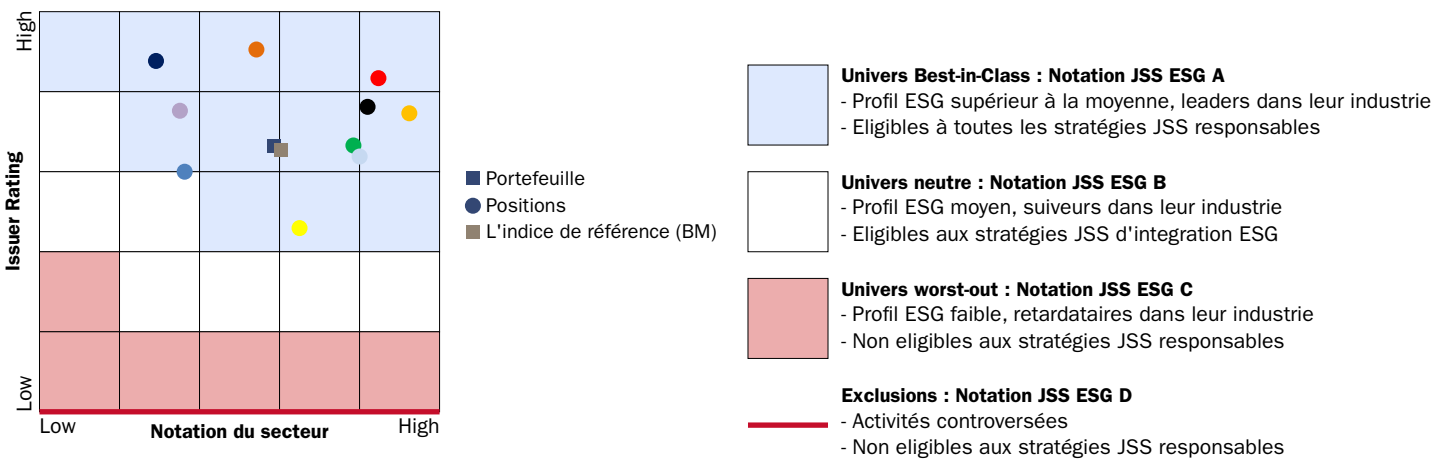 High
Issuer Rating
Low
Low
Notation du secteur
High
Portefeuille
Positions
L'indice de référence (BM)
Univers Best-in-Class : Notation JSS ESG A
- Profil ESG supérieur à la moyenne, leaders dans leur industrie
- Eligibles à toutes les stratégies JSS responsables
Univers neutre : Notation JSS ESG B
- Profil ESG moyen, suiveurs dans leur industrie
- Eligibles aux stratégies JSS d'integration ESG
Univers worst-out : Notation JSS ESG C
- Profil ESG faible, retardataires dans leur industrie
- Non eligibles aux stratégies JSS responsables
Exclusions : Notation JSS ESG D
- Activités controversées
- Non eligibles aux stratégies JSS responsables